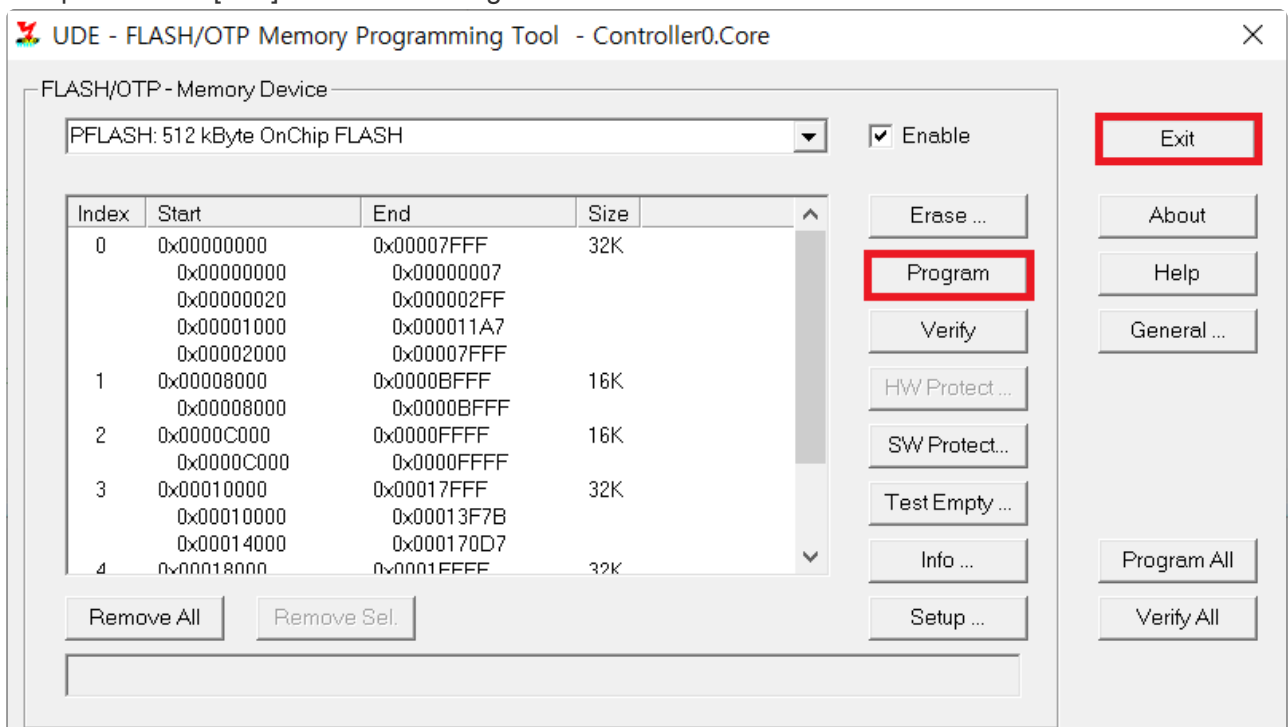 UDE - FLASH/OTP Memory Programming Tool - Controller0.Core
FLASH/OTP - Memory Device
PFLASH: 512 kByte OnChip FLASH
Enable
Exit
Index Start End Size
Erase ...
About
0 0x00000000 0x00007FFF 32K
0x00000000 0x00000007
Program
Help
0x00000020 0x000002FF
0x00001000 0x000011A7
Verify
General ...
0x00002000 0x00007FFF
1 0x00008000 0x0000BFFF 16K
HW Protect ...
0x00008000 0x0000BFFF
2 0x0000C000 0x0000FFFF 16K
SW Protect...
0x0000C000 0x0000FFFF
3 0x00010000 0x00017FFF 32K
Test Empty ...
0x00010000 0x00013F7B
0x00014000 0x000170D7
Info ...
Program All
4 0x00018000 0x0001FFFF 32K
Remove All
Remove Sel.
Setup ...
Verify All